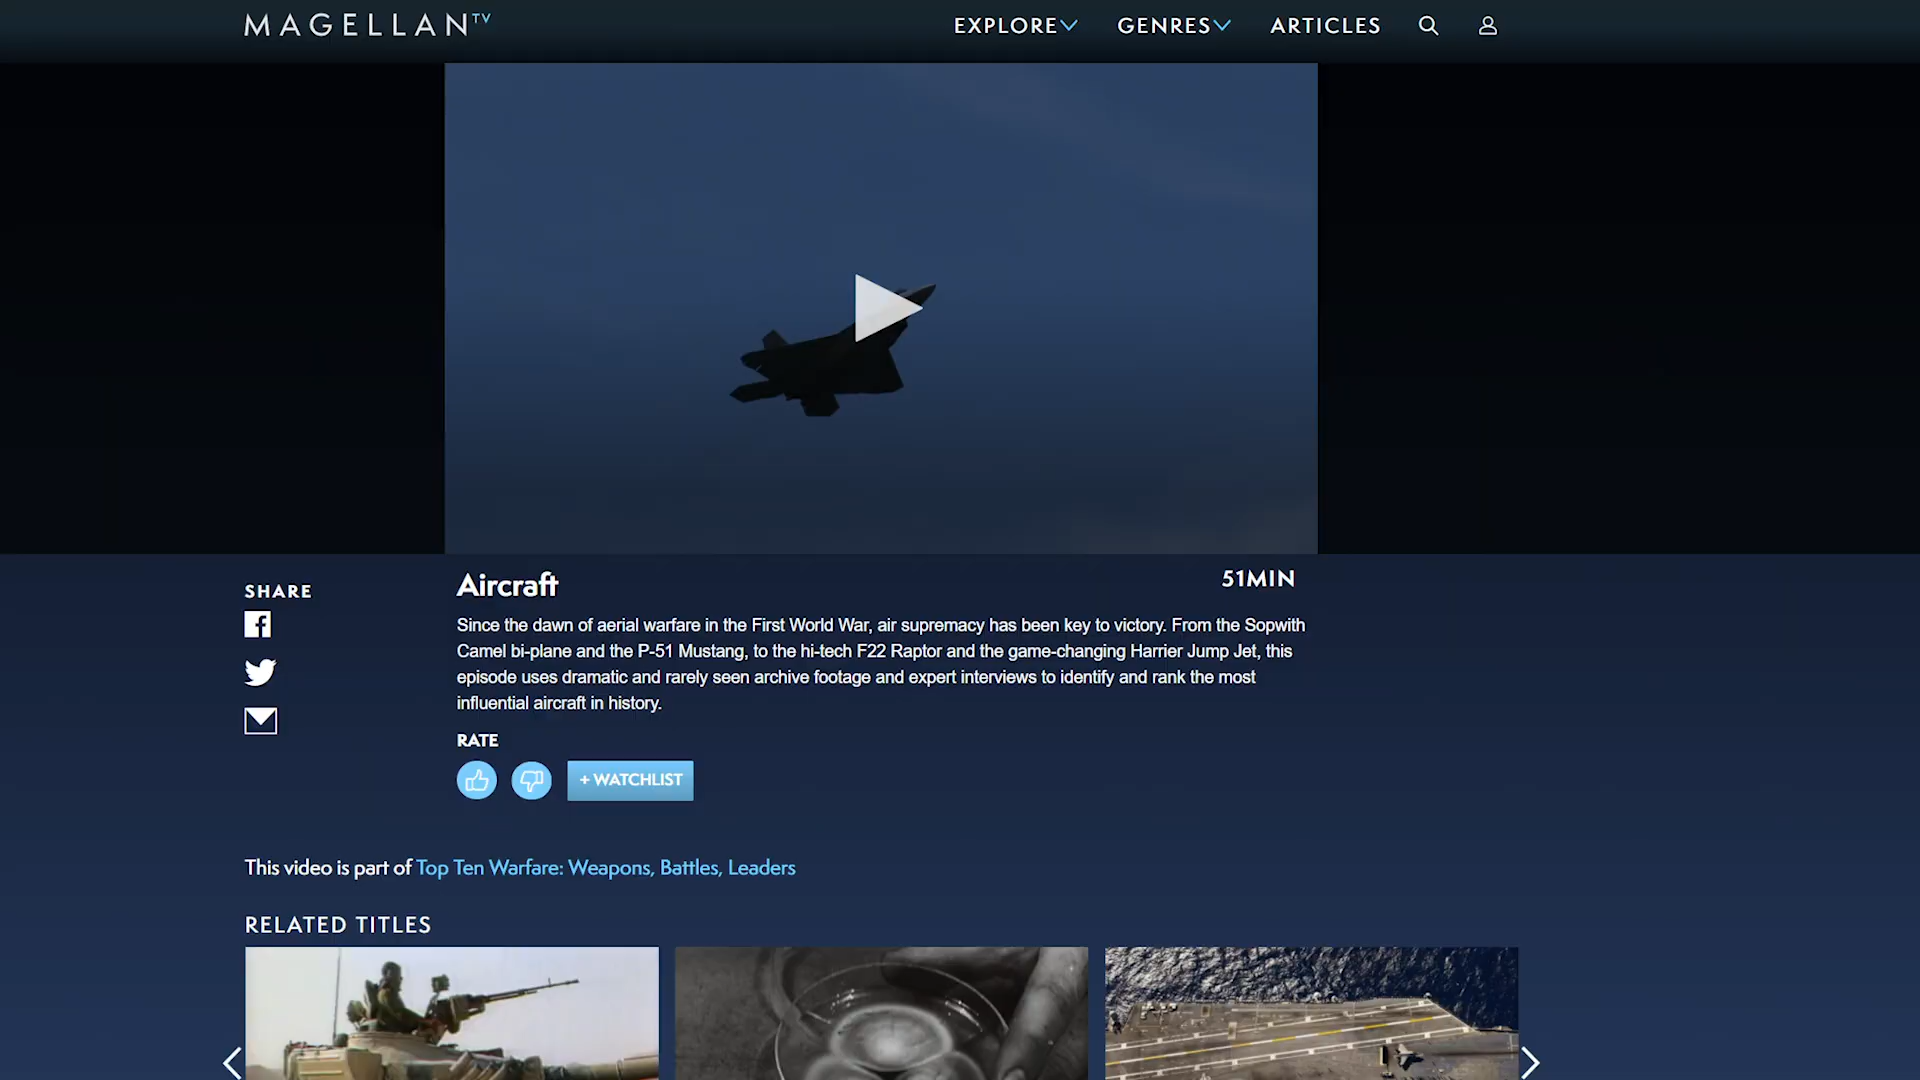 MAGELLANTV
EXPLORE
GENRES
ARTICLES
SHARE
Aircraft
51MIN
Since the dawn of aerial warfare in the First World War, air supremacy has been key to victory. From the Sopwith
Camel bi-plane and the P-51 Mustang, to the hi-tech F22 Raptor and the game-changing Harrier Jump Jet, this
episode uses dramatic and rarely seen archive footage and expert interviews to identify and rank the most
influential aircraft in history.
RATE
+ WATCHLIST
This video is part of Top Ten Warfare: Weapons, Battles, Leaders
RELATED TITLES